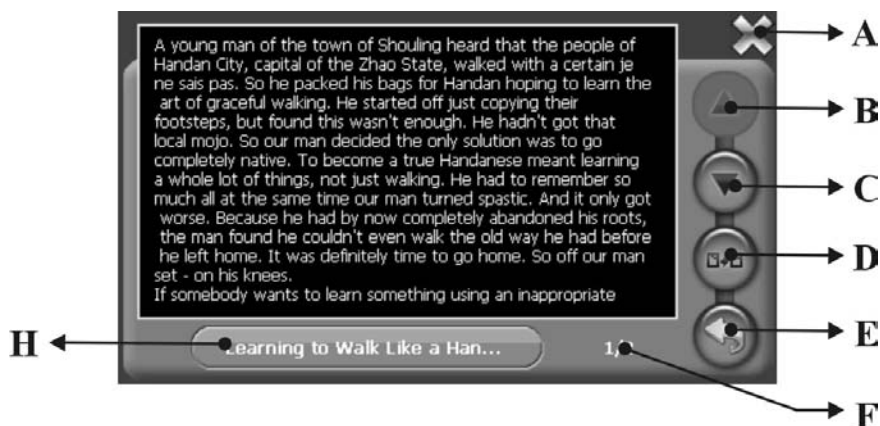 A young man of the town of Shouling heard that the people of
Handan City, capital of the Zhao State, walked with a certain je
ne sais pas. So he packed his bags for Handan hoping to learn the
art of graceful walking. He started off just copying their
footsteps, but found this wasn't enough. He hadn't got that
local mojo. So our man decided the only solution was to go
completely native. To become a true Handanese meant learning
a whole lot of things, not just walking. He had to remember so
much all at the same time our man turned spastic. And it only got
worse. Because he had by now completely abandoned his roots,
the man found he couldn't even walk the old way he had before
he left home. It was definitely time to go home. So off our man
set - on his knees.
If somebody wants to learn something using an inappropriate
Learning to Walk Like a Han...
1/
A
B
C
D
E
F
H